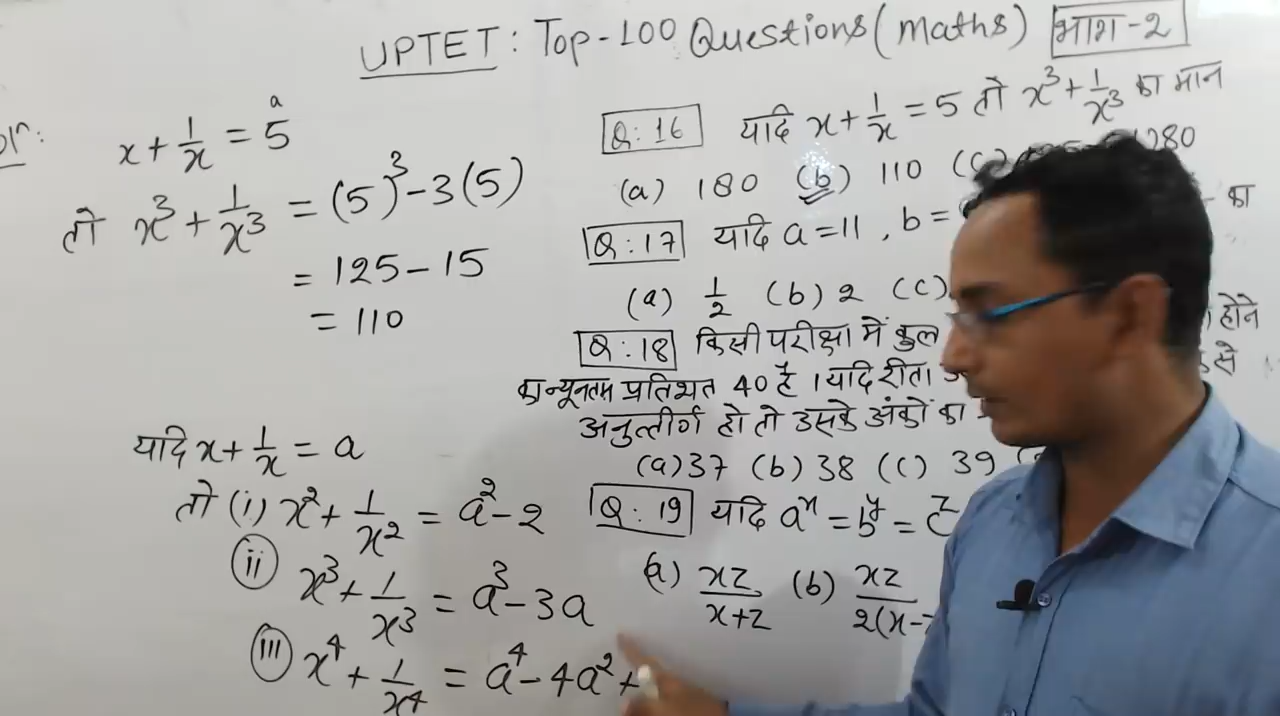 UPTET : Top-100 Questions (Maths) भाग-2
a
x + 1/x = 5
तो x³ + 1/x³ = (5)³ - 3(5)
= 125 - 15
= 110
यदि x + 1/x = a
तो (i) x² + 1/x² = a² - 2
(ii) x³ + 1/x³ = a³ - 3a
(iii) x⁴ + 1/x⁴ = a⁴ - 4a² +
Q:16 यदि x + 1/x = 5 तो x³ + 1/x³ का मान
(a) 180 (b) 110 (c)
Q:17 यदि a = 11 , b = का
(a) 1/2 (b) 2 (c)
Q:18 किसी परीक्षा में कुल होने
का न्यूनतम प्रतिशत 40 है । यदि रीता से
अनुत्तीर्ण हो तो उसके अंकों का
(a) 37 (b) 38 (c) 39
Q:19 यदि aˣ = bʸ = cᶻ
(a) xz/x+z (b) xz/2(x-